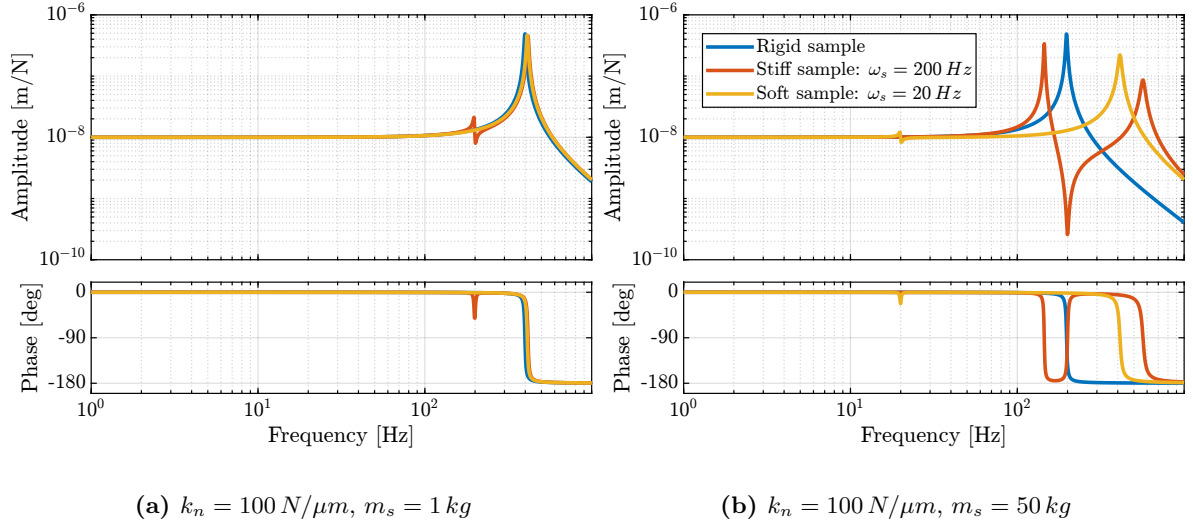 10^-6
10^-8
10^-10
Amplitude [m/N]
0
-90
-180
Phase [deg]
10^0
10^1
10^2
Frequency [Hz]
(a) k_n = 100 N/μm, m_s = 1 kg
10^-6
10^-8
10^-10
Amplitude [m/N]
Rigid sample
Stiff sample: ω_s = 200 Hz
Soft sample: ω_s = 20 Hz
0
-90
-180
Phase [deg]
10^0
10^1
10^2
Frequency [Hz]
(b) k_n = 100 N/μm, m_s = 50 kg